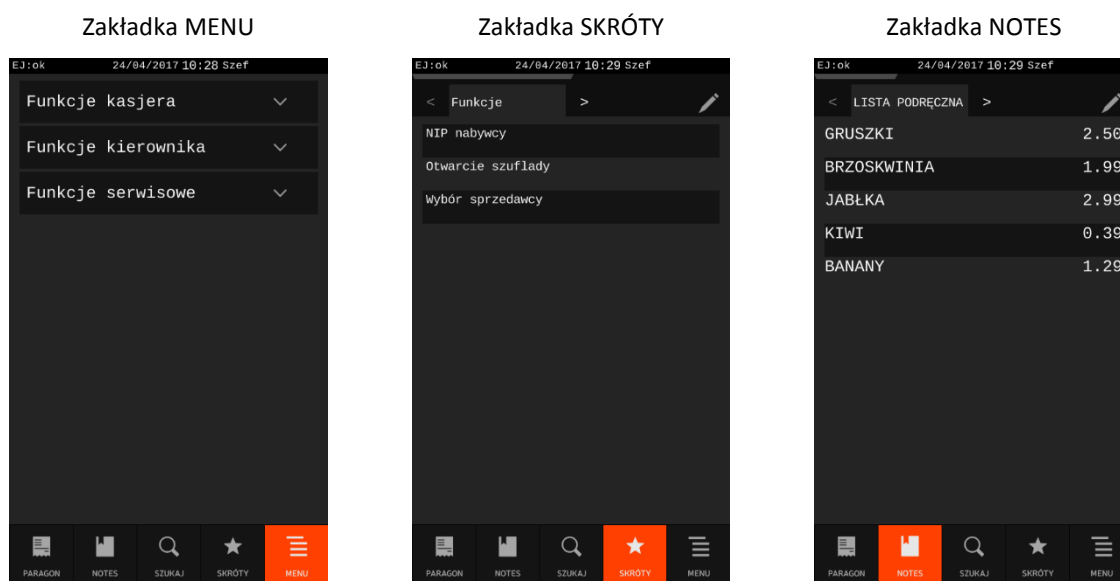 Zakładka MENU
EJ:ok 24/04/2017 10:28 Szef
Funkcje kasjera
Funkcje kierownika
Funkcje serwisowe
PARAGON NOTES SZUKAJ SKRÓTY MENU
Zakładka SKRÓTY
EJ:ok 24/04/2017 10:29 Szef
< Funkcje >
NIP nabywcy
Otwarcie szuflady
Wybór sprzedawcy
PARAGON NOTES SZUKAJ SKRÓTY MENU
Zakładka NOTES
EJ:ok 24/04/2017 10:29 Szef
< LISTA PODRĘCZNA >
GRUSZKI 2.50
BRZOSKWINIA 1.99
JABŁKA 2.99
KIWI 0.39
BANANY 1.29
PARAGON NOTES SZUKAJ SKRÓTY MENU